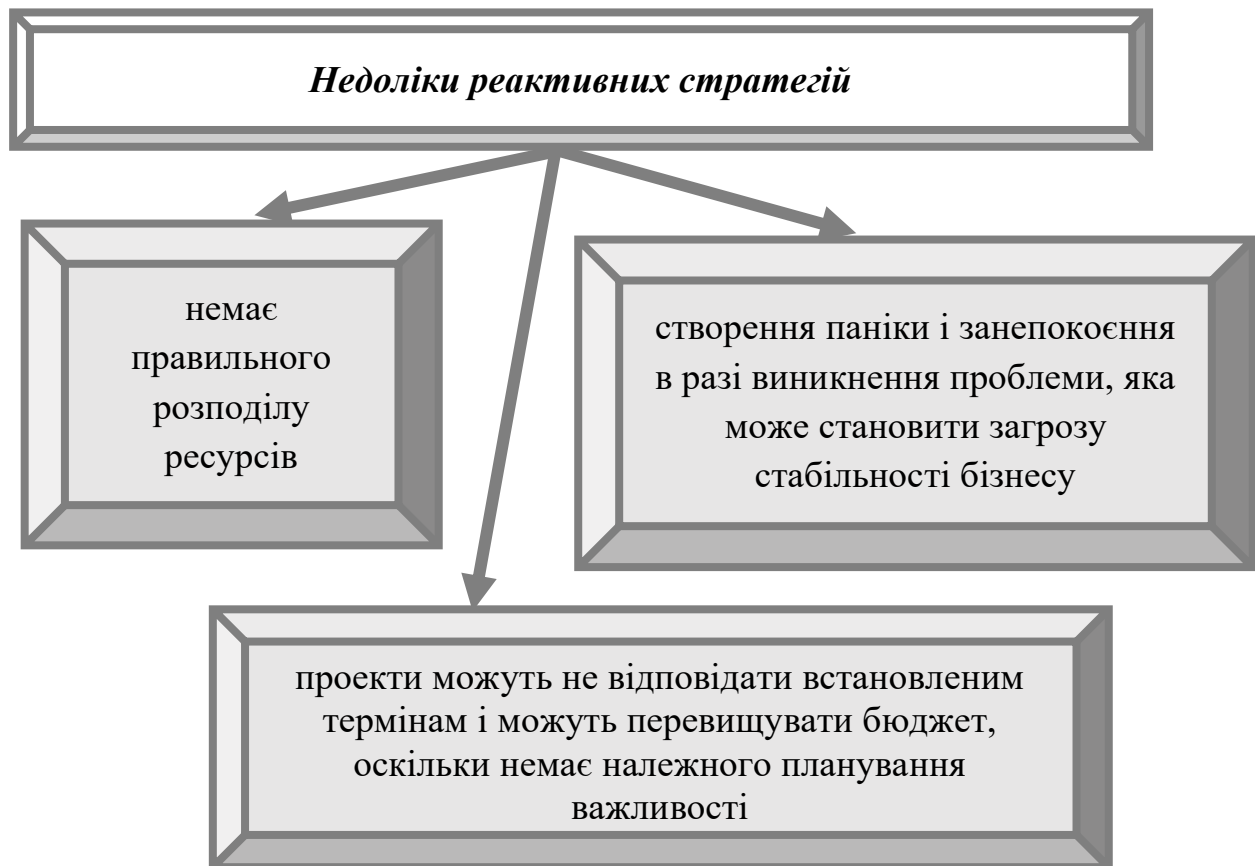 Недоліки реактивних стратегій
немає
правильного
розподілу
ресурсів
створення паніки і занепокоєння
в разі виникнення проблеми, яка
може становити загрозу
стабільності бізнесу
проекти можуть не відповідати встановленим
термінам і можуть перевищувати бюджет,
оскільки немає належного планування
важливості